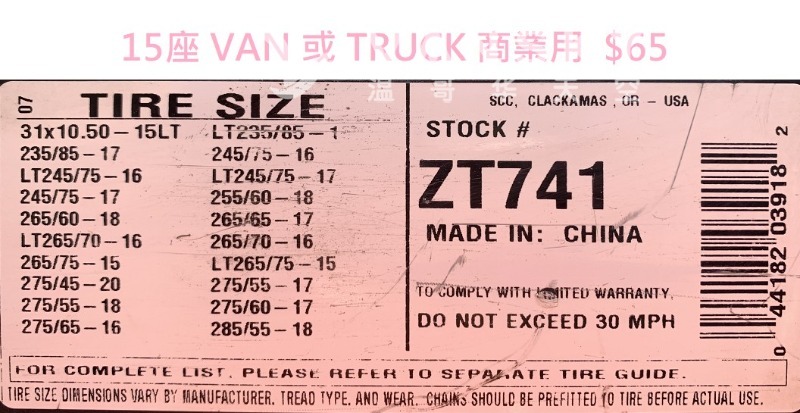 15座 VAN 或 TRUCK 商業用 $65
温哥华天空
07
TIRE SIZE
31x10.50-15LT LT235/85-1
235/85-17 245/75-16
LT245/75-16 LT245/75-17
245/75-17 255/60-18
265/60-18 265/65-17
LT265/70-16 265/70-16
265/75-15 LT265/75-15
275/45-20 275/55-17
275/55-18 275/60-17
275/65-16 285/55-18
SCC, CLACKAMAS, OR - USA
STOCK #
ZT741
MADE IN: CHINA
TO COMPLY WITH LIMITED WARRANTY,
DO NOT EXCEED 30 MPH
0 44182 03918 2
FOR COMPLETE LIST, PLEASE REFER TO SEPARATE TIRE GUIDE.
TIRE SIZE DIMENSIONS VARY BY MANUFACTURER, TREAD TYPE, AND WEAR. CHAINS SHOULD BE PREFITTED TO TIRE BEFORE ACTUAL USE.